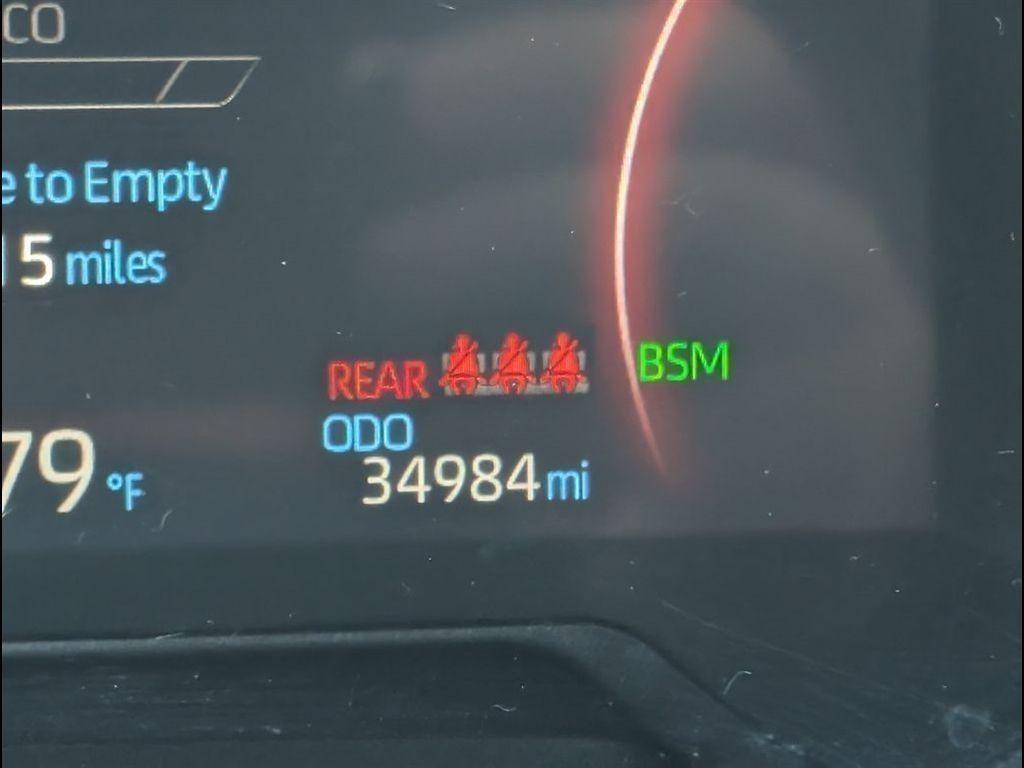 CO
e to Empty
5 miles
REAR
BSM
ODO
34984 mi
79 °F